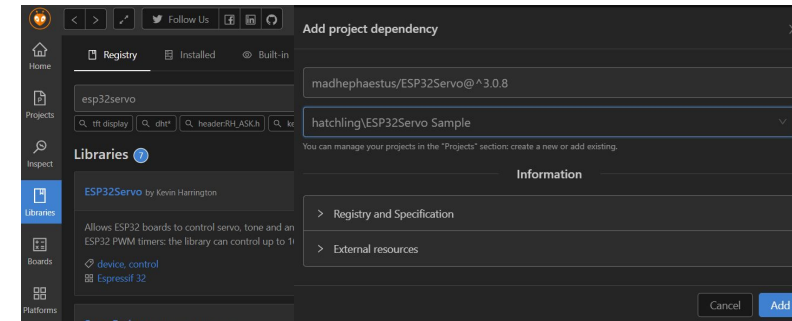 Follow Us
Home
Projects
Inspect
Libraries
Boards
Platforms
Registry
Installed
Built-in
esp32servo
tft display
dht*
header:RH_ASK.h
Libraries 7
ESP32Servo by Kevin Harrington
Allows ESP32 boards to control servo, tone and
ESP32 PWM timers: the library can control up to
device, control
Espressif 32
Add project dependency
madhephaestus/ESP32Servo@^3.0.8
hatchling\ESP32Servo Sample
You can manage your projects in the "Projects" section: create a new or add existing.
Information
> Registry and Specification
> External resources
Cancel
Add